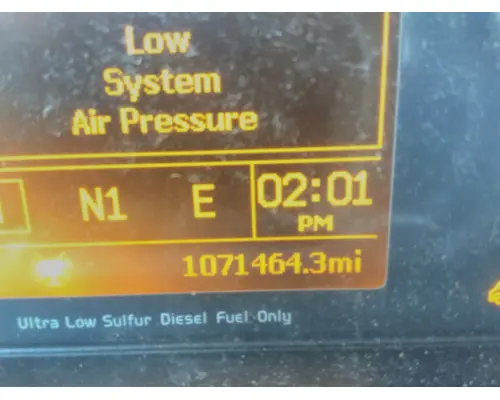 Low
System
Air Pressure
N1 E 02:01
PM
1071464.3mi
Ultra Low Sulfur Diesel Fuel Only